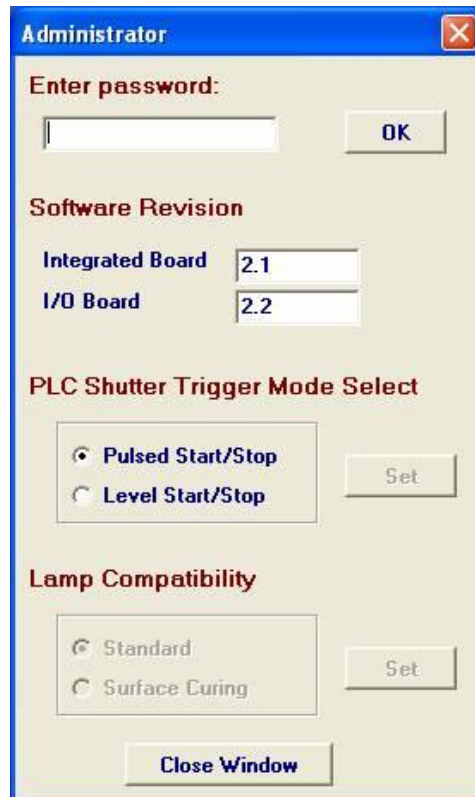 Administrator
Enter password:
OK
Software Revision
Integrated Board 2.1
I/O Board 2.2
PLC Shutter Trigger Mode Select
Pulsed Start/Stop
Level Start/Stop
Set
Lamp Compatibility
Standard
Surface Curing
Set
Close Window